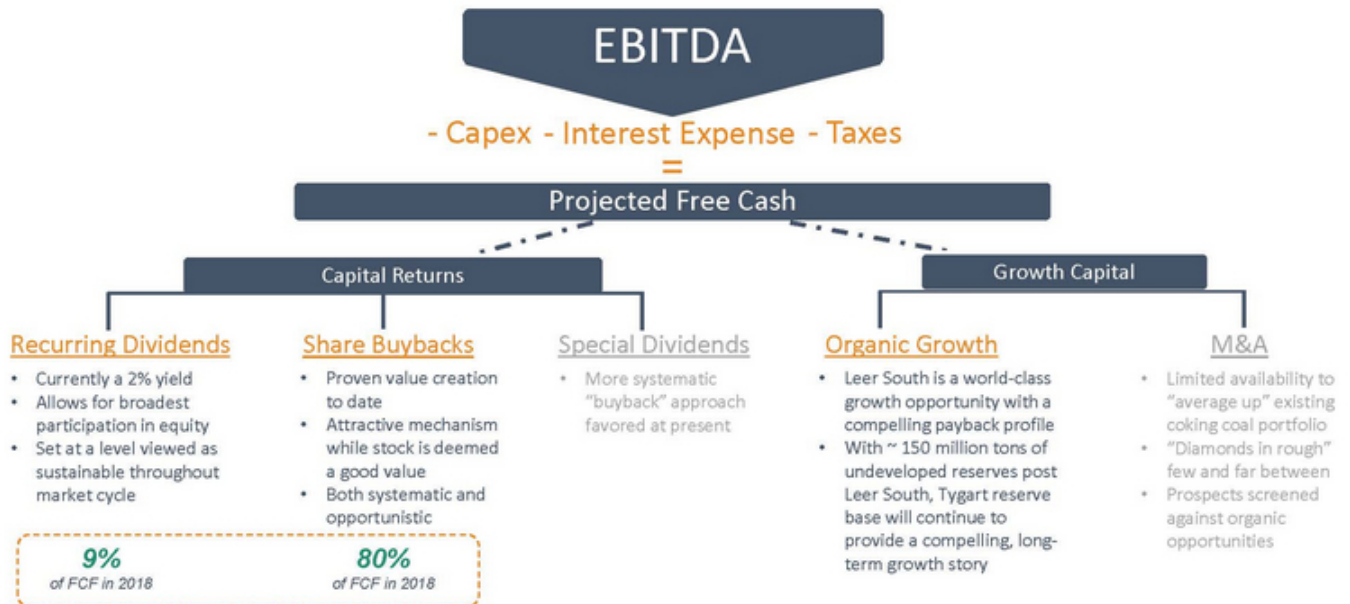 EBITDA
- Capex - Interest Expense - Taxes
=
Projected Free Cash
Capital Returns
Growth Capital
Recurring Dividends
• Currently a 2% yield
• Allows for broadest
participation in equity
• Set at a level viewed as
sustainable throughout
market cycle
9%
of FCF in 2018
Share Buybacks
• Proven value creation
to date
• Attractive mechanism
while stock is deemed
a good value
• Both systematic and
opportunistic
80%
of FCF in 2018
Special Dividends
• More systematic
"buyback" approach
favored at present
Organic Growth
• Leer South is a world-class
growth opportunity with a
compelling payback profile
• With ~ 150 million tons of
undeveloped reserves post
Leer South, Tygart reserve
base will continue to
provide a compelling, long-
term growth story
M&A
• Limited availability to
"average up" existing
coking coal portfolio
• "Diamonds in rough"
few and far between
• Prospects screened
against organic
opportunities